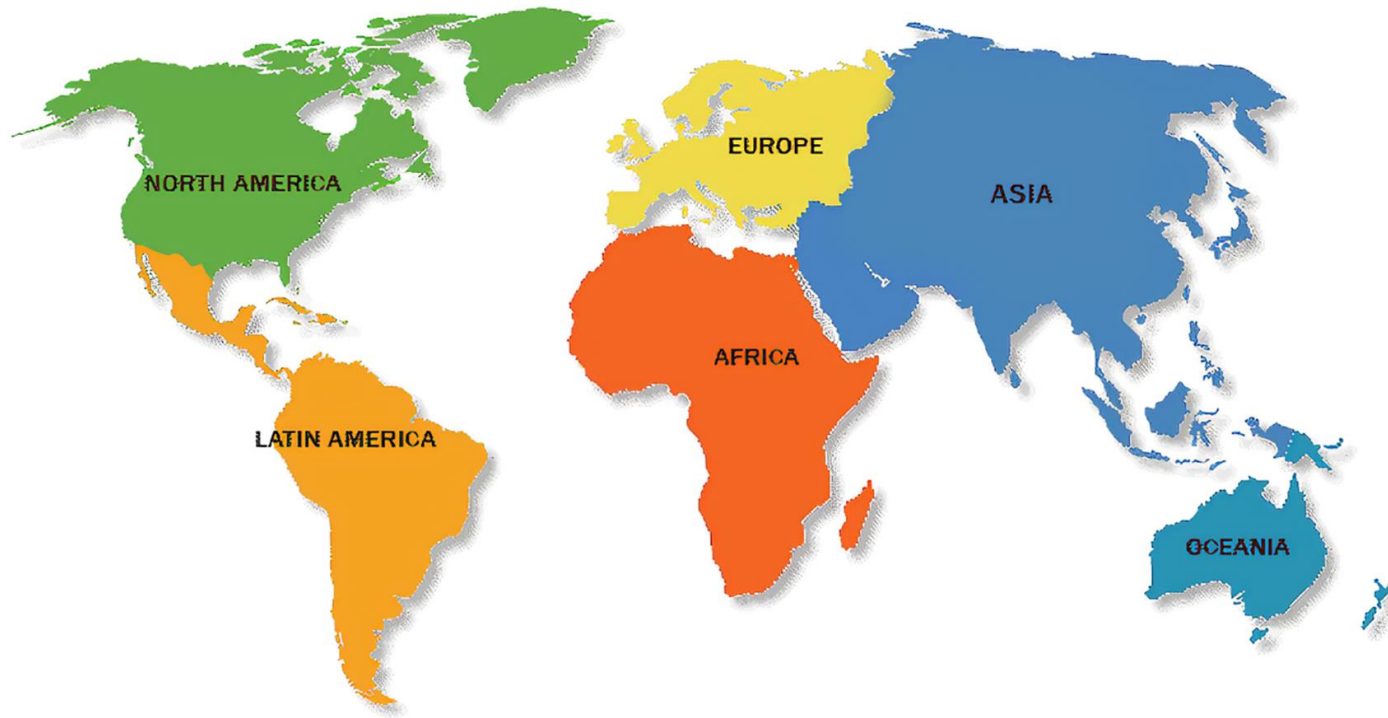 EUROPE
NORTH AMERICA
ASIA
AFRICA
LATIN AMERICA
OCEANIA